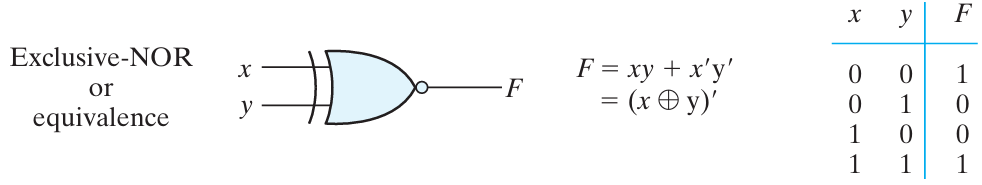 Exclusive-NOR
or
equivalence
x
y
F
F = xy + x′y′
= (x ⊕ y)′
x y F
0 0 1
0 1 0
1 0 0
1 1 1